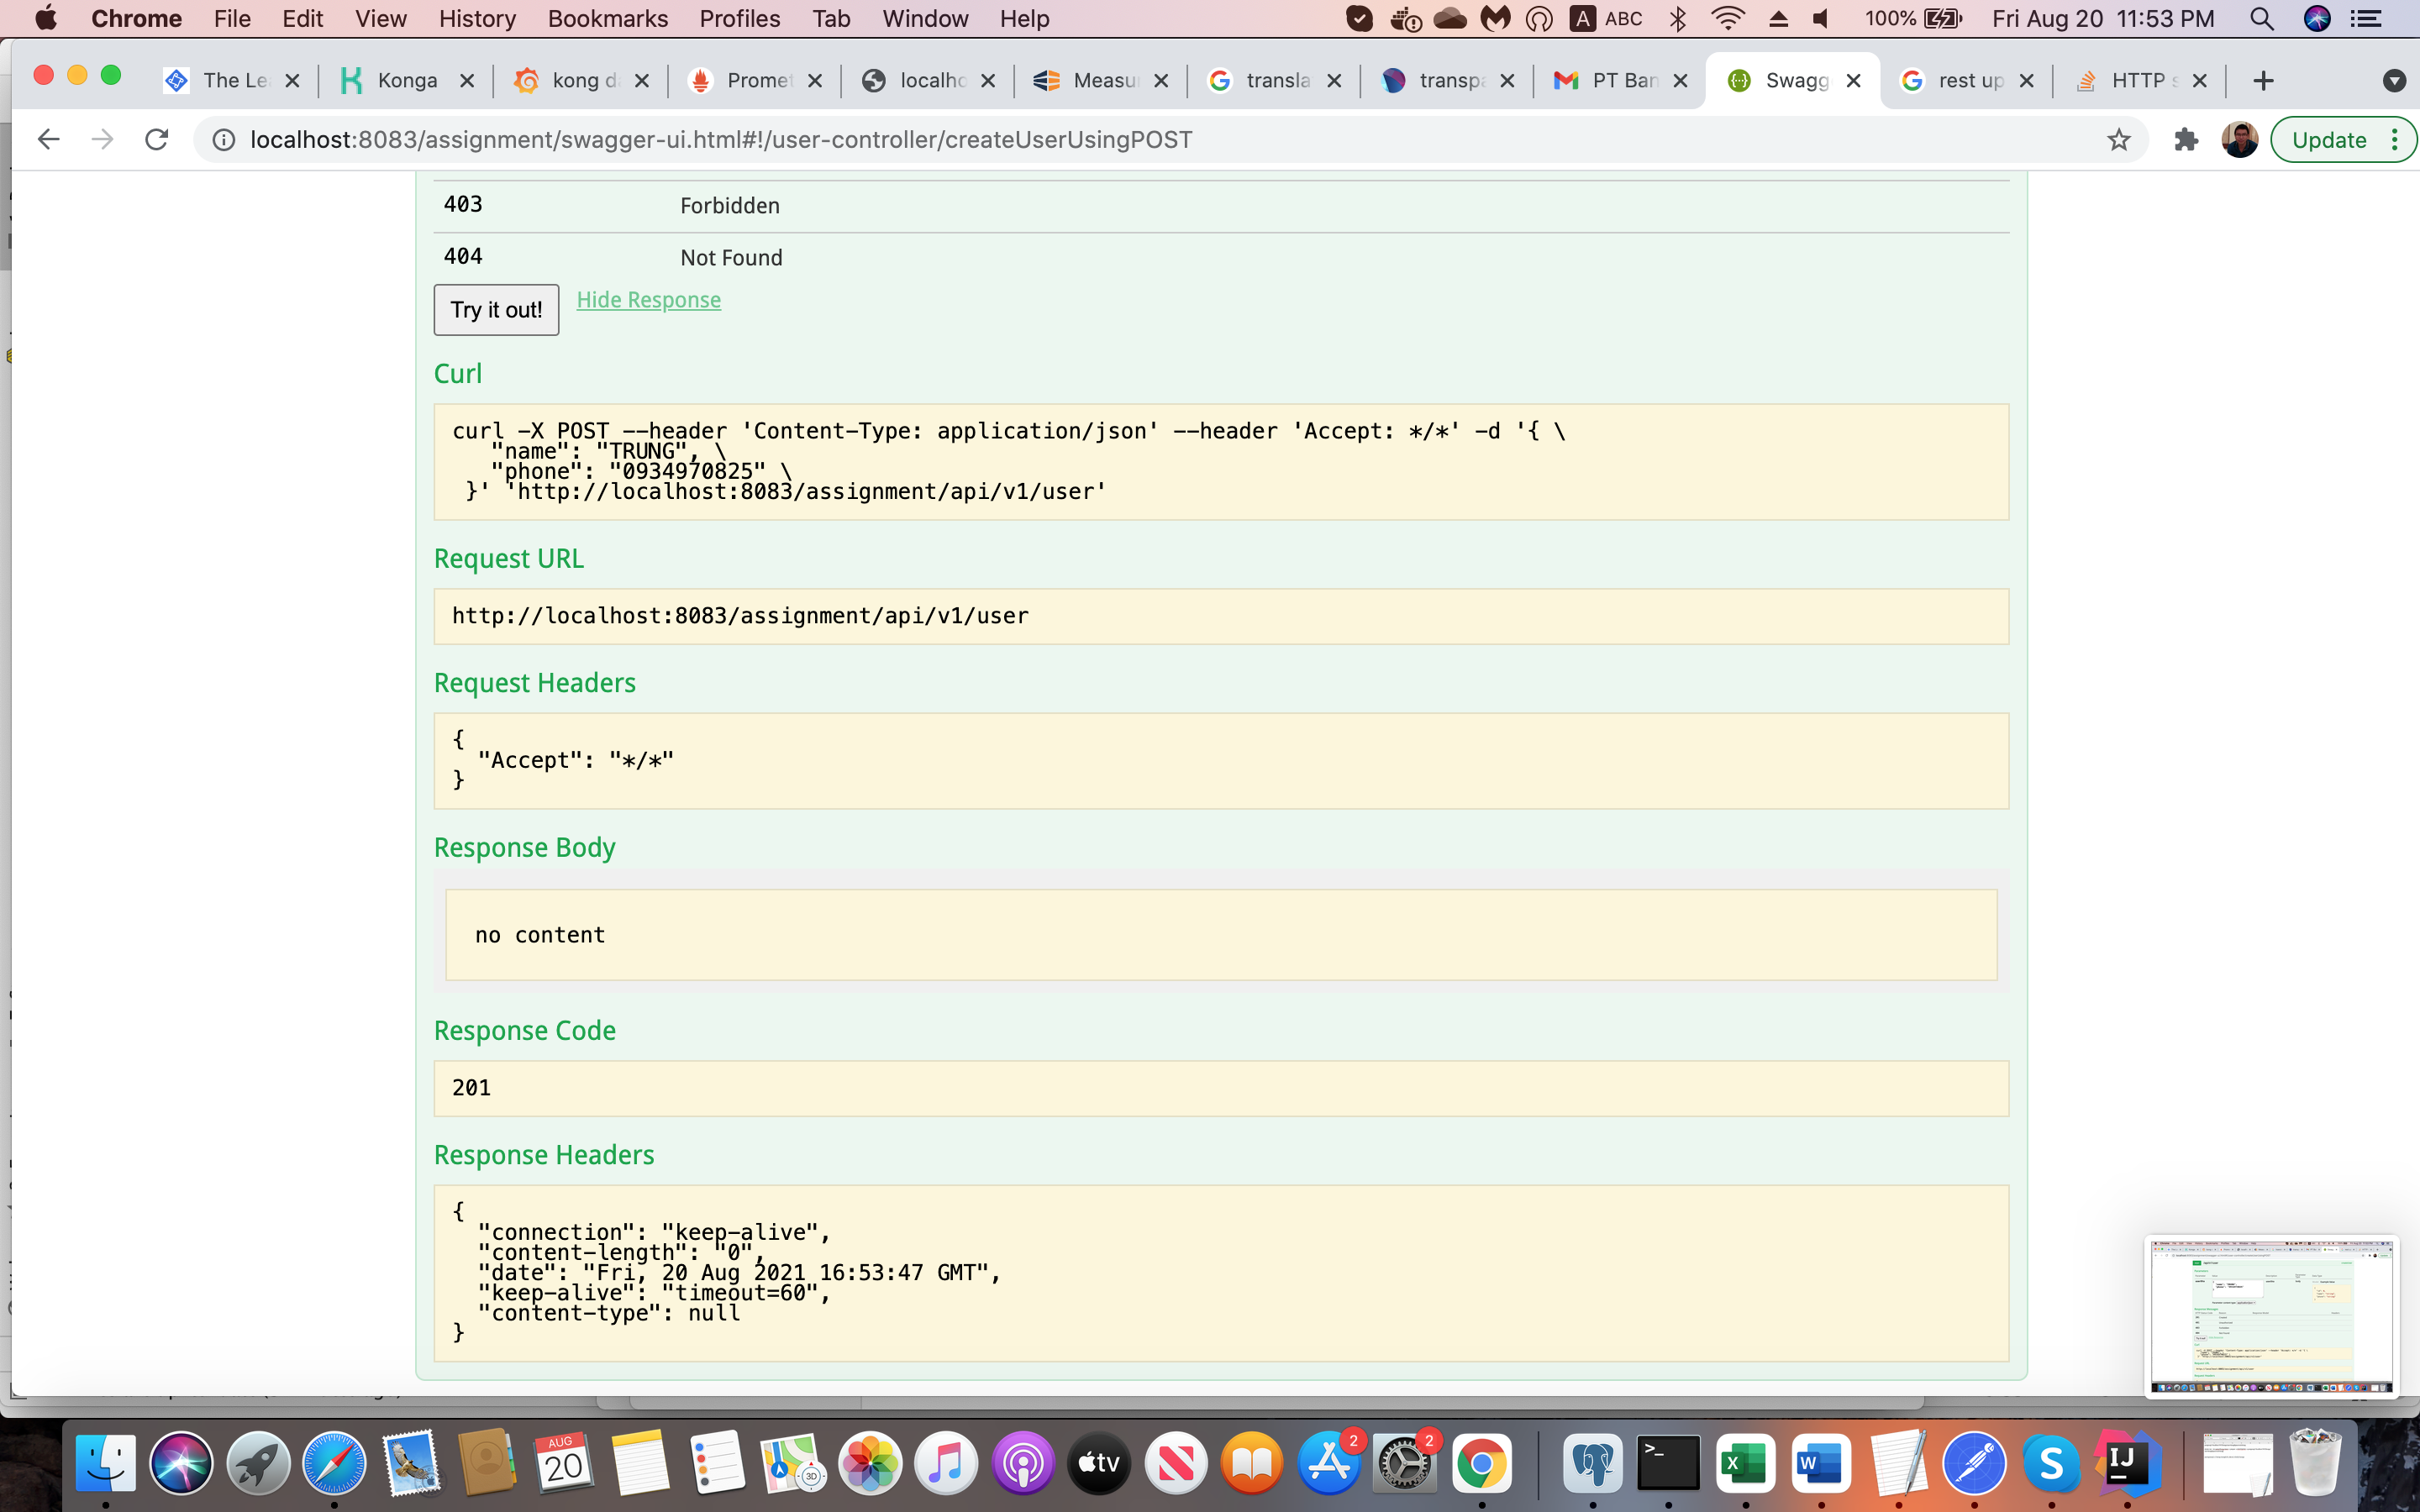 Chrome File Edit View History Bookmarks Profiles Tab Window Help A ABC 100% Fri Aug 20 11:53 PM
The Le Konga kong d Promet localho Measu transla transpa PT Ban Swagg rest up HTTP s
localhost:8083/assignment/swagger-ui.html#!/user-controller/createUserUsingPOST Update
403 Forbidden
404 Not Found
Try it out! Hide Response
Curl
curl -X POST --header 'Content-Type: application/json' --header 'Accept: */*' -d '{ \
"name": "TRUNG", \
"phone": "0934970825" \
}' 'http://localhost:8083/assignment/api/v1/user'
Request URL
http://localhost:8083/assignment/api/v1/user
Request Headers
{
"Accept": "*/*"
}
Response Body
no content
Response Code
201
Response Headers
{
"connection": "keep-alive",
"content-length": "0",
"date": "Fri, 20 Aug 2021 16:53:47 GMT",
"keep-alive": "timeout=60",
"content-type": null
}
AUG
20
3D
tv
2
2
>_
X
W
S
IJ